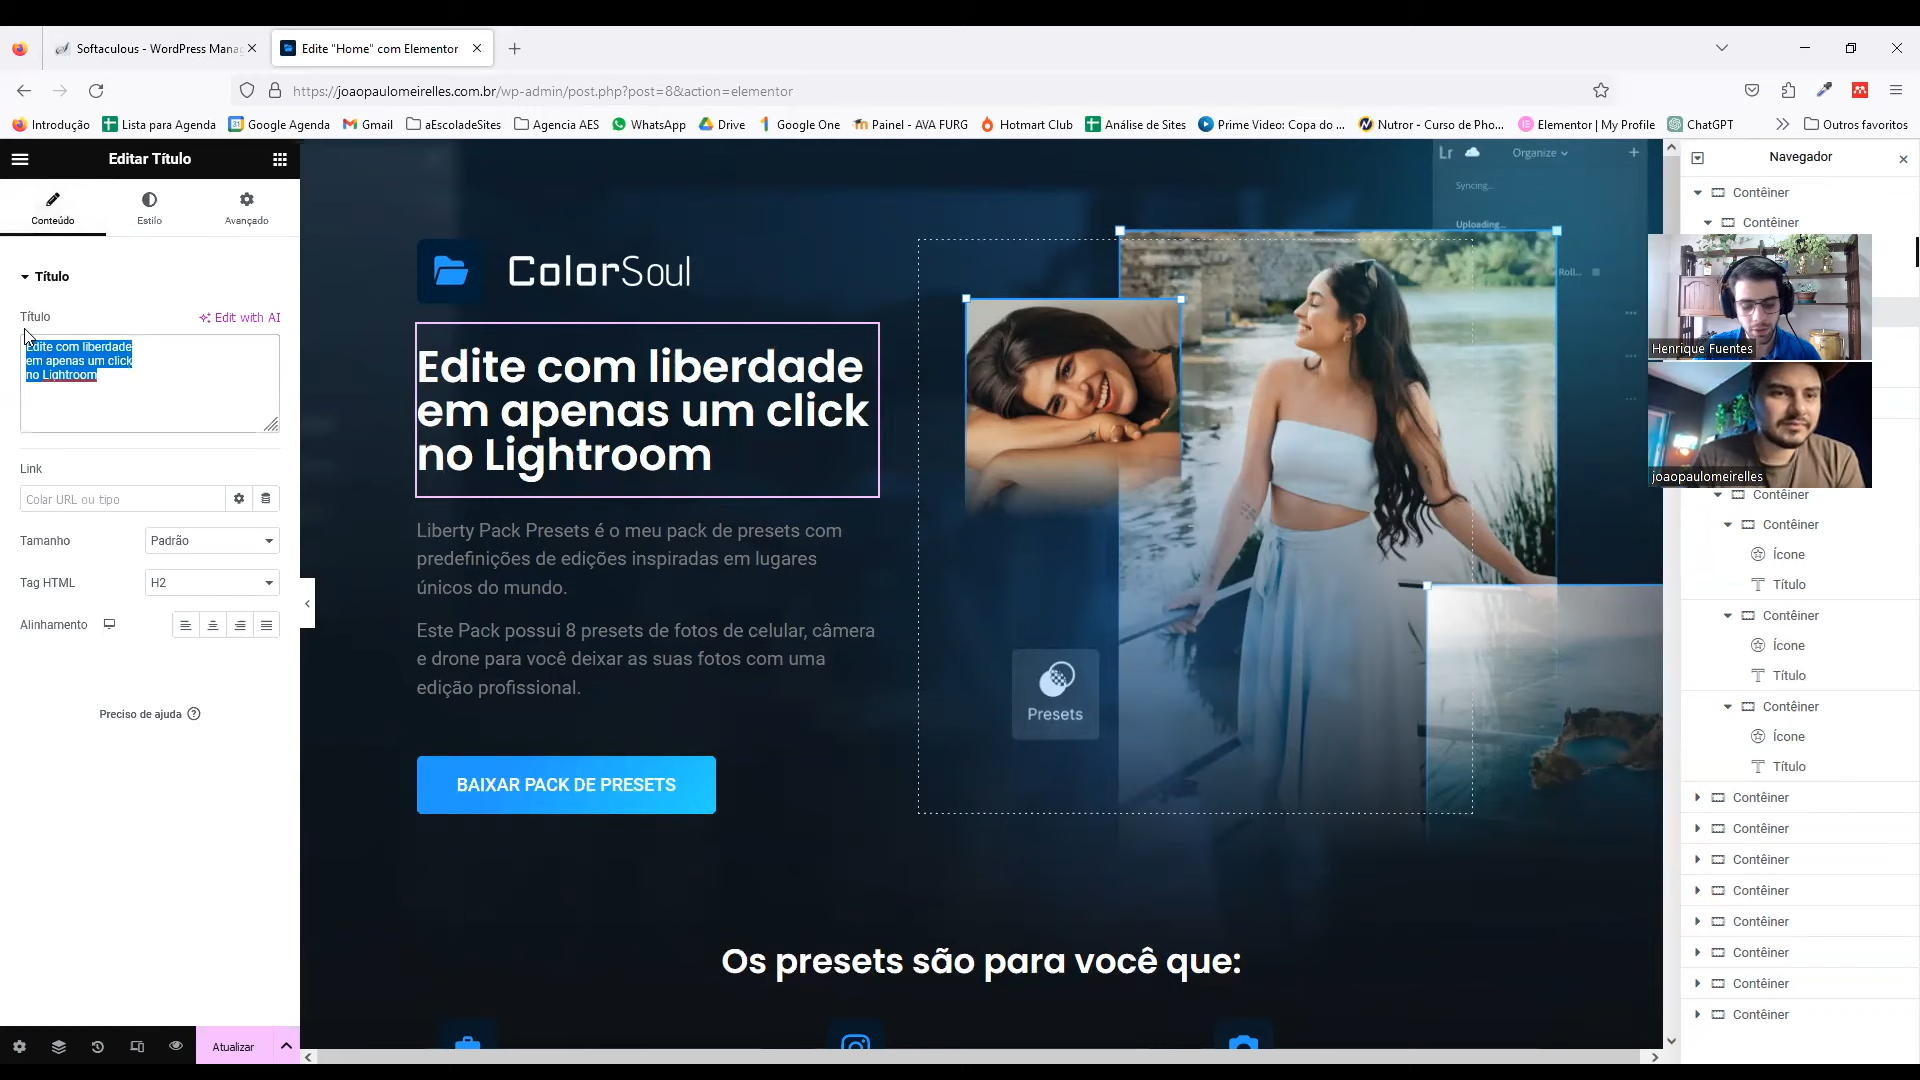 Softaculous - WordPress Mana
Edite "Home" com Elementor
https://joaopaulomeirelles.com.br/wp-admin/post.php?post=8&action=elementor
Introdução
Lista para Agenda
Google Agenda
Gmail
aEscoladeSites
Agencia AES
WhatsApp
Drive
Google One
Painel - AVA FURG
Hotmart Club
Análise de Sites
Prime Video: Copa do ...
Nutror - Curso de Pho...
Elementor | My Profile
ChatGPT
Outros favoritos
Editar Título
Conteúdo
Estilo
Avançado
Título
Título
Edit with AI
Edite com liberdade
em apenas um click
no Lightroom
Link
Colar URL ou tipo
Tamanho
Padrão
Tag HTML
H2
Alinhamento
Preciso de ajuda
Atualizar
Lr
Organize
Syncing...
Uploading...
Roll...
ColorSoul
Edite com liberdade
em apenas um click
no Lightroom
Liberty Pack Presets é o meu pack de presets com
predefinições de edições inspiradas em lugares
únicos do mundo.
Este Pack possui 8 presets de fotos de celular, câmera
e drone para você deixar as suas fotos com uma
edição profissional.
BAIXAR PACK DE PRESETS
Presets
Os presets são para você que:
Navegador
Contêiner
Contêiner
Henrique Fuentes
joaopaulomeirelles
Contêiner
Contêiner
Ícone
Título
Contêiner
Ícone
Título
Contêiner
Ícone
Título
Contêiner
Contêiner
Contêiner
Contêiner
Contêiner
Contêiner
Contêiner
Contêiner